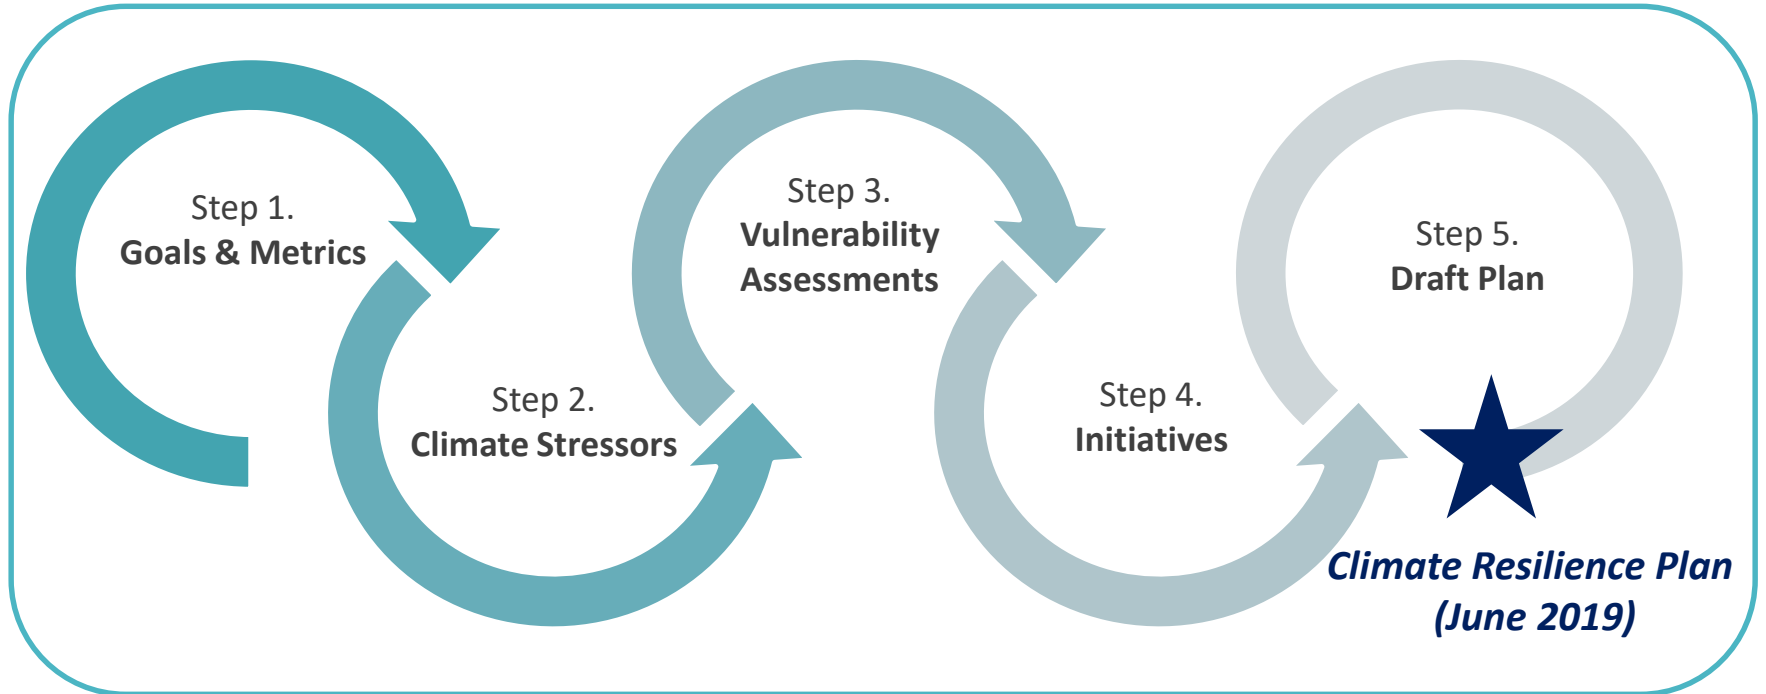 Step 1.
Goals & Metrics
Step 2.
Climate Stressors
Step 3.
Vulnerability
Assessments
Step 4.
Initiatives
Step 5.
Draft Plan
Climate Resilience Plan
(June 2019)